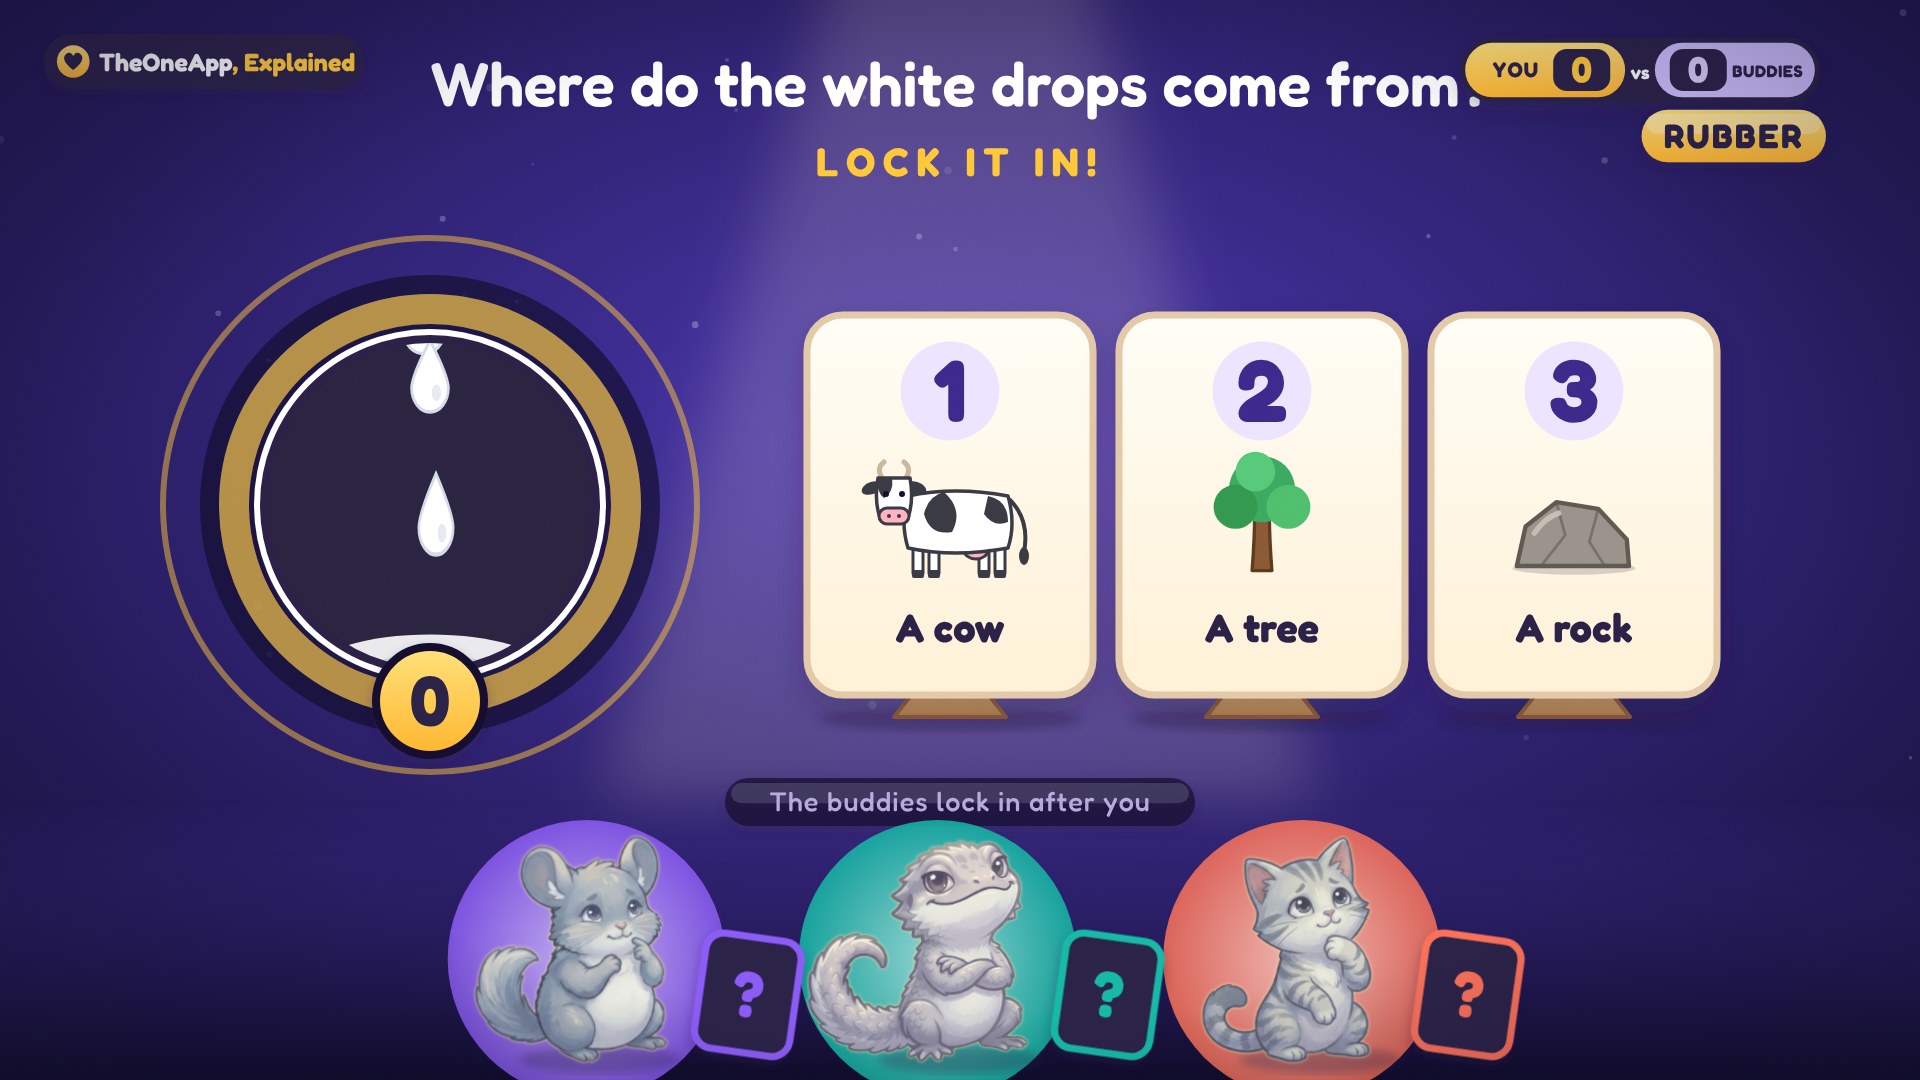 TheOneApp, Explained
Where do the white drops come from?
YOU 0 vs 0 BUDDIES
RUBBER
LOCK IT IN!
1
2
3
A cow
A tree
A rock
0
The buddies lock in after you
?
?
?